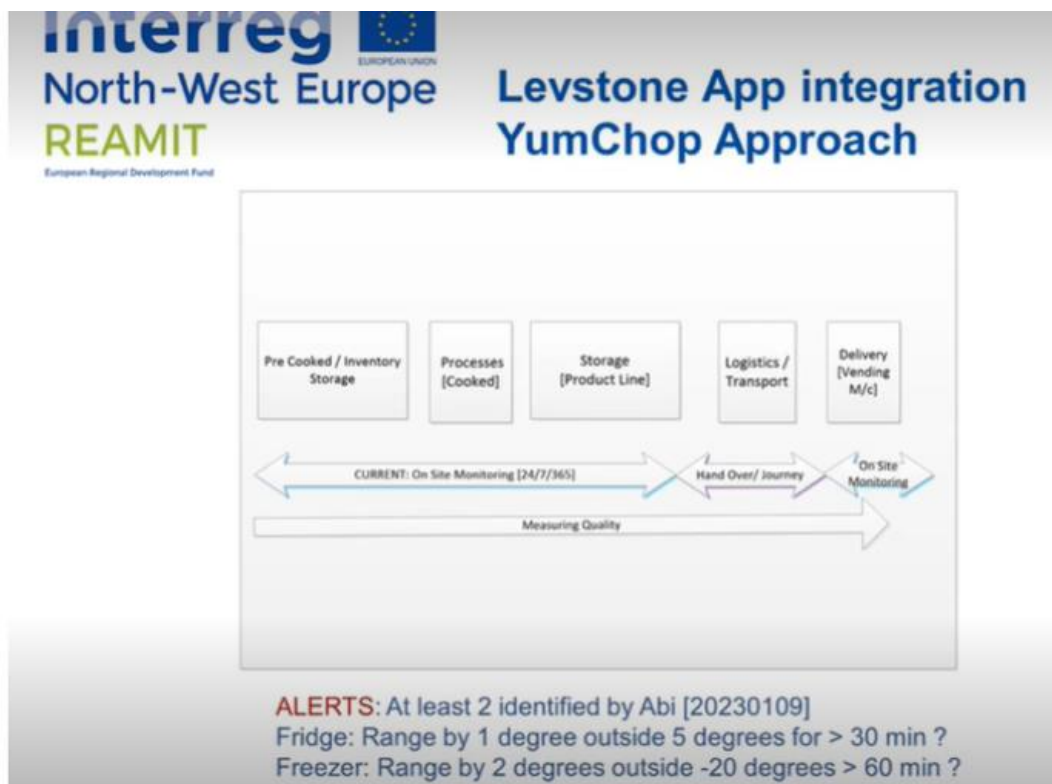 Interreg
EUROPEAN UNION
North-West Europe
REAMIT
European Regional Development Fund
Levstone App integration
YumChop Approach
Pre Cooked / Inventory
Storage
Processes
[Cooked]
Storage
[Product Line]
Logistics /
Transport
Delivery
[Vending
M/c]
CURRENT: On Site Monitoring [24/7/365]
Hand Over/ Journey
On Site
Monitoring
Measuring Quality
ALERTS: At least 2 identified by Abi [20230109]
Fridge: Range by 1 degree outside 5 degrees for > 30 min ?
Freezer: Range by 2 degrees outside -20 degrees > 60 min ?